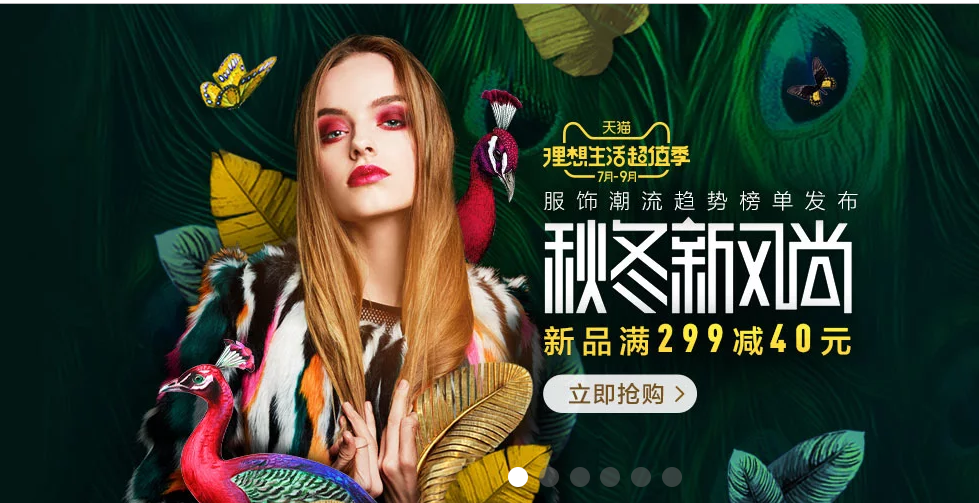 天猫
理想生活超值季
7月-9月
服饰潮流趋势榜单发布
秋冬新风尚
新品满299减40元
立即抢购 >